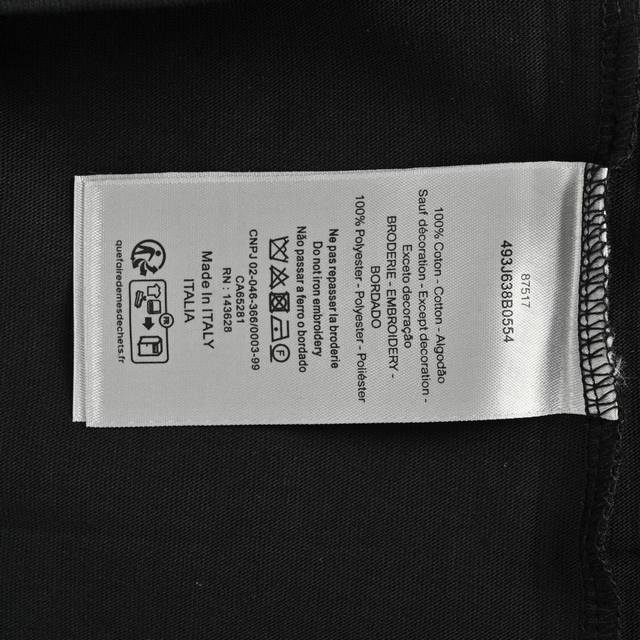 87517
493J638B0554
100% Coton - Cotton - Algodão
Sauf décoration - Except decoration -
Exceto decoração
BRODERIE - EMBROIDERY -
BORDADO
100% Polyester - Polyester - Poliéster
Ne pas repasser la broderie
Do not iron embroidery
Não passar a ferro o bordado
CNPJ 02-046-366/0003-99
CA65281
RN : 143628
Made In ITALY
ITALIA
quefairedemesdechets.fr